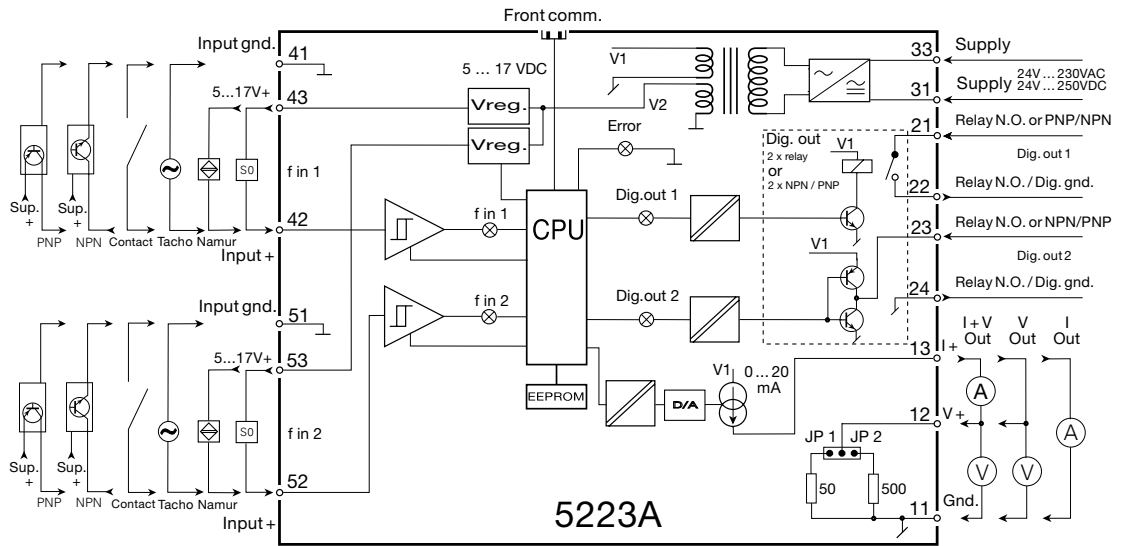 Front comm.
Input gnd. 41
5...17V+ 43
f in 1
42
Input +
Sup.
+
PNP
Sup.
+
NPN
Contact
Tacho
Namur
S0
Input gnd. 51
5...17V+ 53
f in 2
52
Input +
Sup.
+
PNP
Sup.
+
NPN
Contact
Tacho
Namur
S0
5 ... 17 VDC
Vreg.
Vreg.
V1
V2
Error
f in 1
f in 2
CPU
EEPROM
Dig.out 1
Dig.out 2
Dig. out
2 x relay
or
2 x NPN / PNP
V1
V1
D/A
V1
0 ... 20
mA
JP 1
JP 2
50
500
5223A
33 Supply
31 Supply 24V ... 230VAC
24V ... 250VDC
21 Relay N.O. or PNP/NPN
Dig. out 1
22 Relay N.O. / Dig. gnd.
23 Relay N.O. or NPN/PNP
Dig. out 2
24 Relay N.O. / Dig. gnd.
I + V
Out
V
Out
I
Out
13 I +
12 V +
11 Gnd.
A
A
V
V